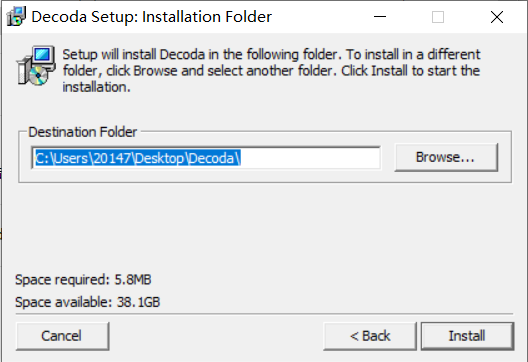 Decoda Setup: Installation Folder
Setup will install Decoda in the following folder. To install in a different
folder, click Browse and select another folder. Click Install to start the
installation.
Destination Folder
C:\Users\20147\Desktop\Decoda\
Browse...
Space required: 5.8MB
Space available: 38.1GB
Cancel
< Back
Install